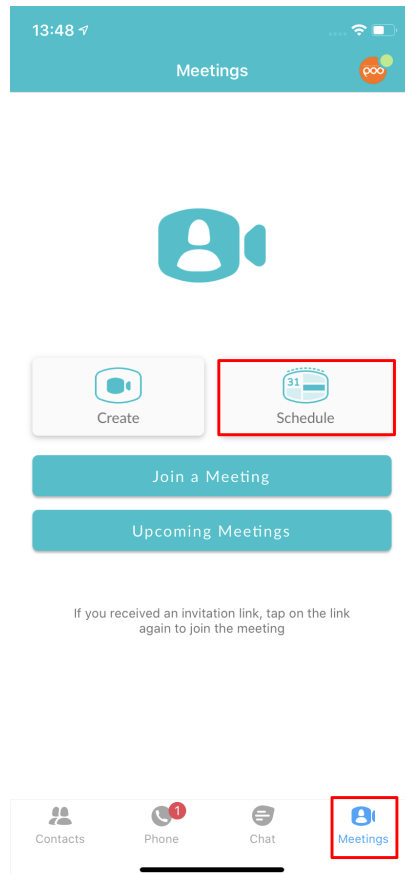 13:48
Meetings
poo
Create
31
Schedule
Join a Meeting
Upcoming Meetings
If you received an invitation link, tap on the link
again to join the meeting
1
Contacts
Phone
Chat
Meetings